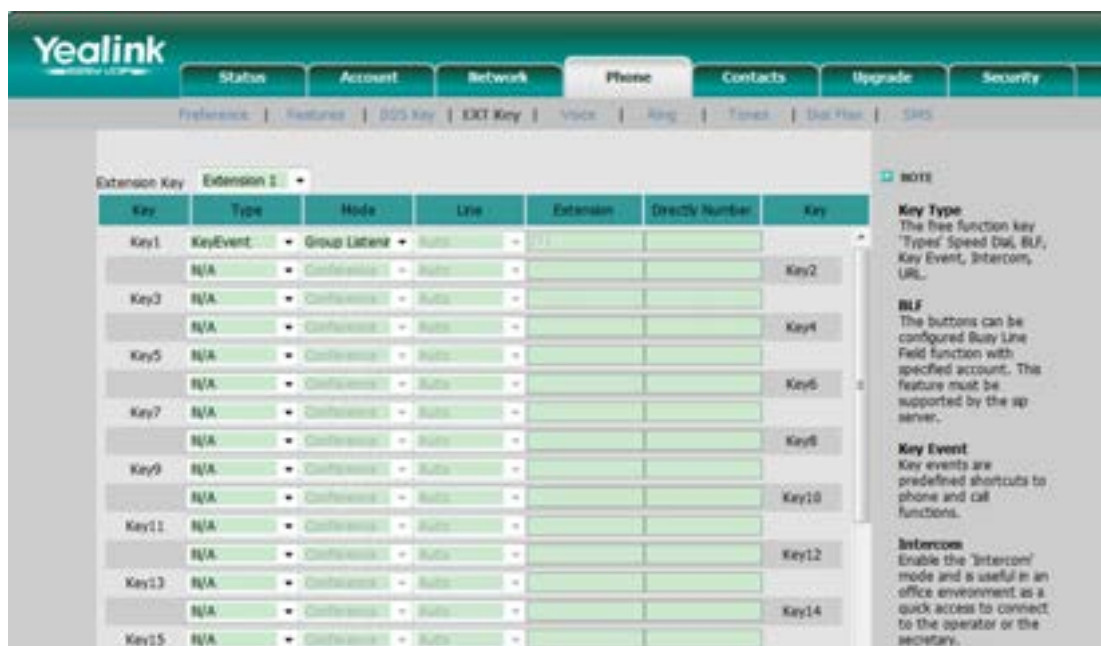 Yealink
Status Account Network Phone Contacts Upgrade Security
Preference | Features | DSS Key | EXT Key | Voice | Ring | Tones | Dial Plan | SMS
Extension Key Extension 1
NOTE
Key Type Mode Line Extension Directly Number Key
Key1 KeyEvent Group Listenir Auto
N/A Conference Auto Key2
Key3 N/A Conference Auto
N/A Conference Auto Key4
Key5 N/A Conference Auto
N/A Conference Auto Key6
Key7 N/A Conference Auto
N/A Conference Auto Key8
Key9 N/A Conference Auto
N/A Conference Auto Key10
Key11 N/A Conference Auto
N/A Conference Auto Key12
Key13 N/A Conference Auto
N/A Conference Auto Key14
Key15 N/A Conference Auto
Key Type
The free function key
'Types' Speed Dial, BLF,
Key Event, Intercom,
URL.
BLF
The buttons can be
configured Busy Line
Field function with
specified account. This
feature must be
supported by the sip
server.
Key Event
Key events are
predefined shortcuts to
phone and call
functions.
Intercom
Enable the 'Intercom'
mode and is useful in an
office environment as a
quick access to connect
to the operator or the
secretary.